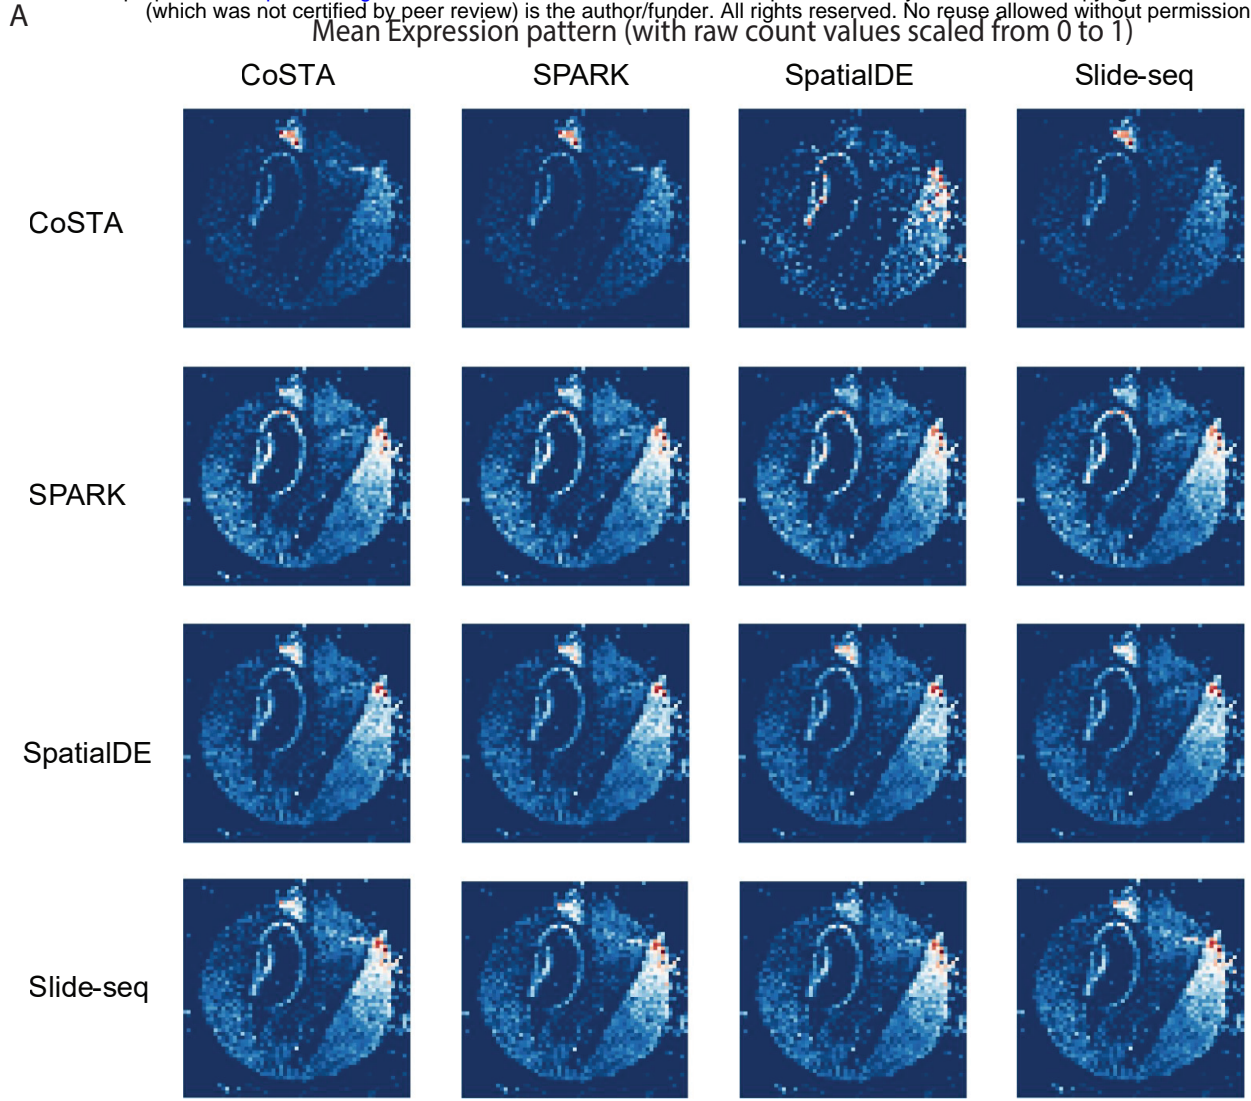 (which was not certified by peer review) is the author/funder. All rights reserved. No reuse allowed without permission
A
Mean Expression pattern (with raw count values scaled from 0 to 1)
CoSTA SPARK SpatialDE Slide-seq
CoSTA
SPARK
SpatialDE
Slide-seq